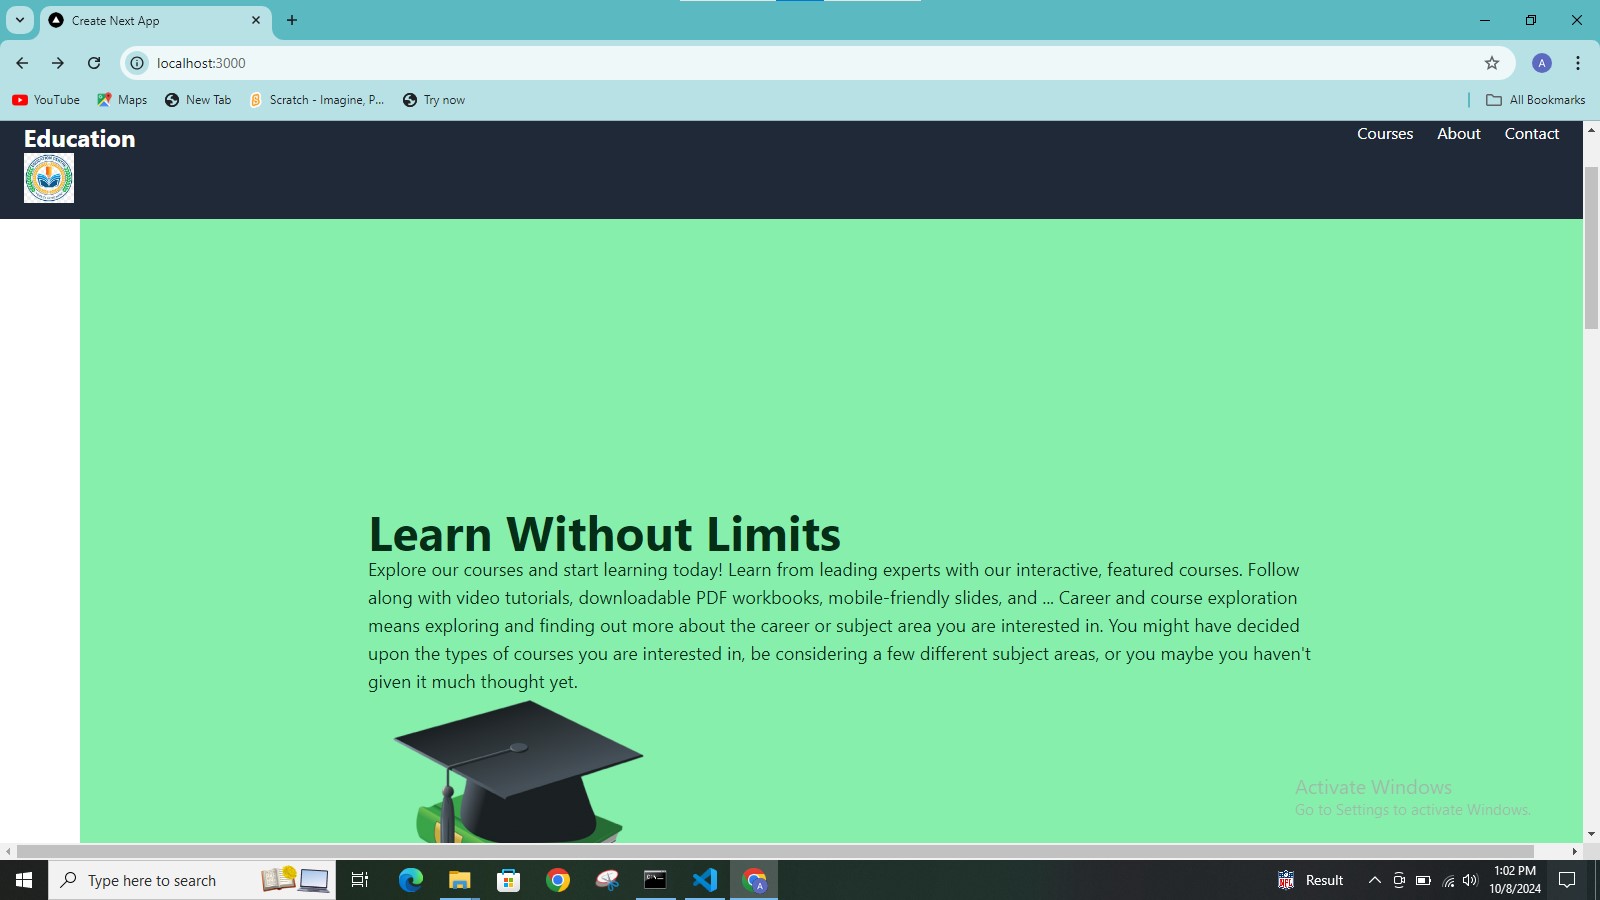 Create Next App
localhost:3000
A
YouTube
Maps
New Tab
Scratch - Imagine, P...
Try now
All Bookmarks
Education
Courses
About
Contact
Learn Without Limits
Explore our courses and start learning today! Learn from leading experts with our interactive, featured courses. Follow
along with video tutorials, downloadable PDF workbooks, mobile-friendly slides, and ... Career and course exploration
means exploring and finding out more about the career or subject area you are interested in. You might have decided
upon the types of courses you are interested in, be considering a few different subject areas, or you maybe you haven't
given it much thought yet.
Activate Windows
Go to Settings to activate Windows.
Type here to search
A
NFL
Result
1:02 PM
10/8/2024